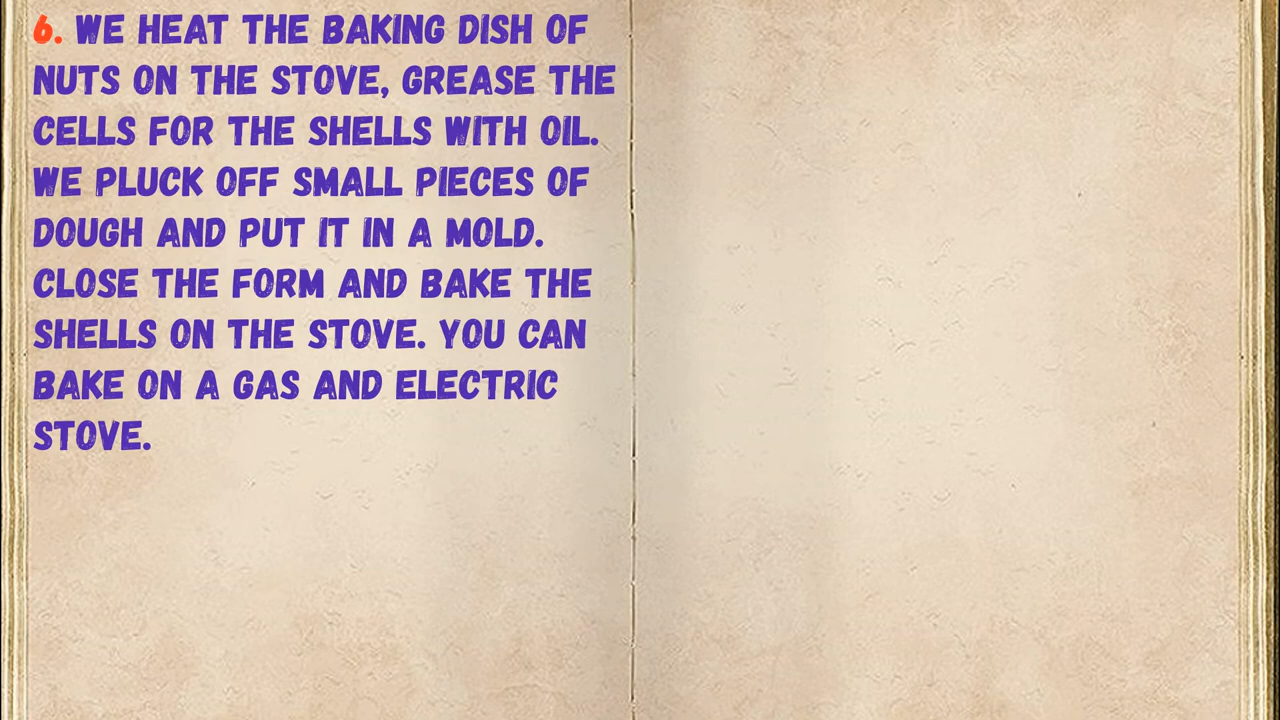 6. WE HEAT THE BAKING DISH OF
NUTS ON THE STOVE, GREASE THE
CELLS FOR THE SHELLS WITH OIL.
WE PLUCK OFF SMALL PIECES OF
DOUGH AND PUT IT IN A MOLD.
CLOSE THE FORM AND BAKE THE
SHELLS ON THE STOVE. YOU CAN
BAKE ON A GAS AND ELECTRIC
STOVE.